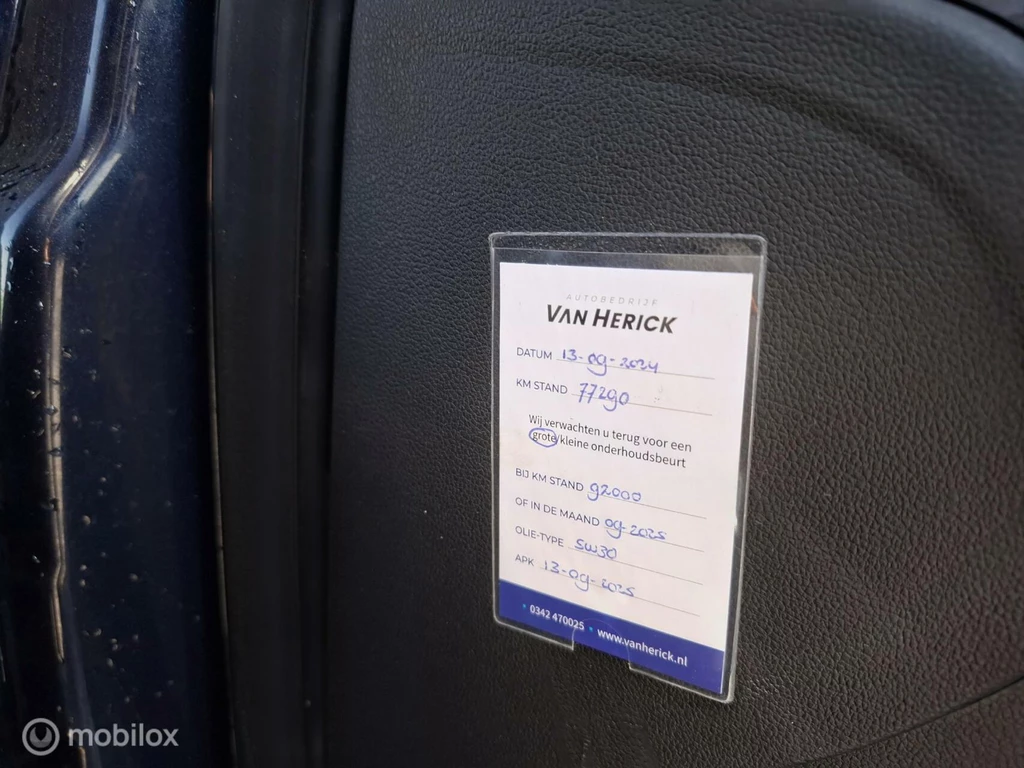 AUTOBEDRIJF
VAN HERICK
DATUM 13-09-2024
KM STAND 77290
Wij verwachten u terug voor een
grote/kleine onderhoudsbeurt
BIJ KM STAND 92000
OF IN DE MAAND 09-2025
OLIE-TYPE 5W30
APK 13-09-2025
0342 470025 • www.vanherick.nl
mobilox